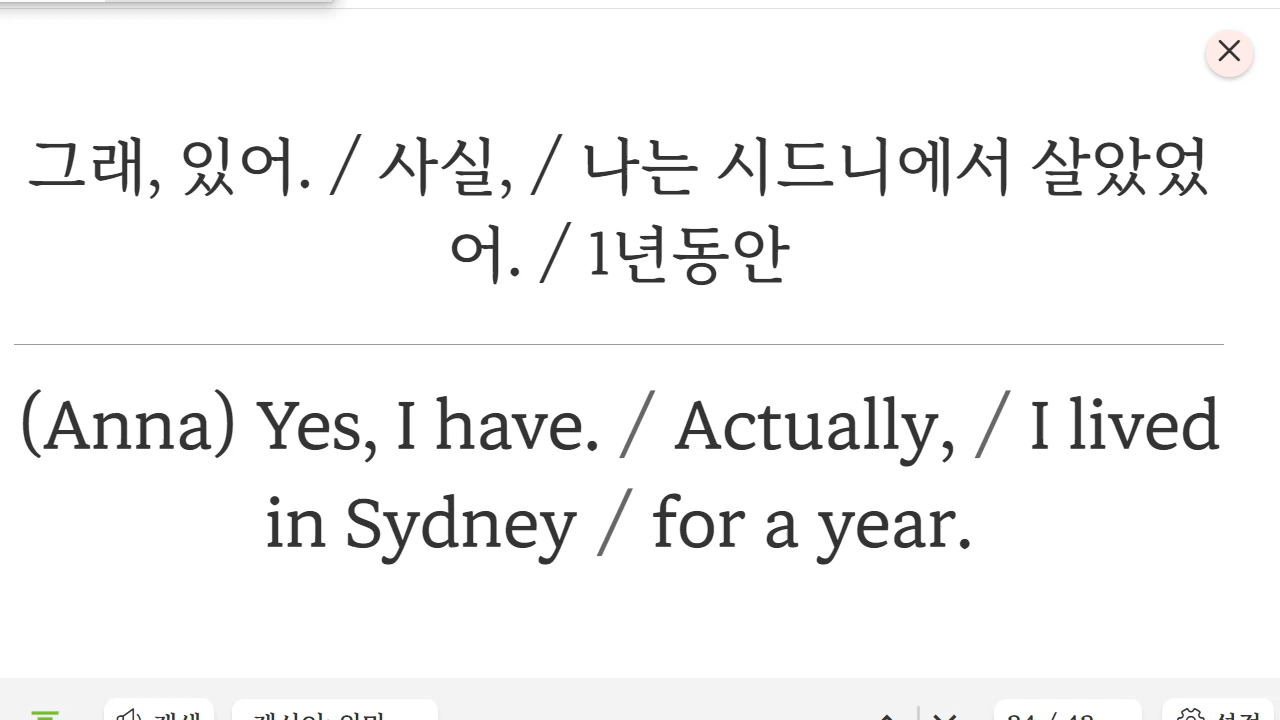 그래, 있어. / 사실, / 나는 시드니에서 살았었
어. / 1년동안
(Anna) Yes, I have. / Actually, / I lived
in Sydney / for a year.